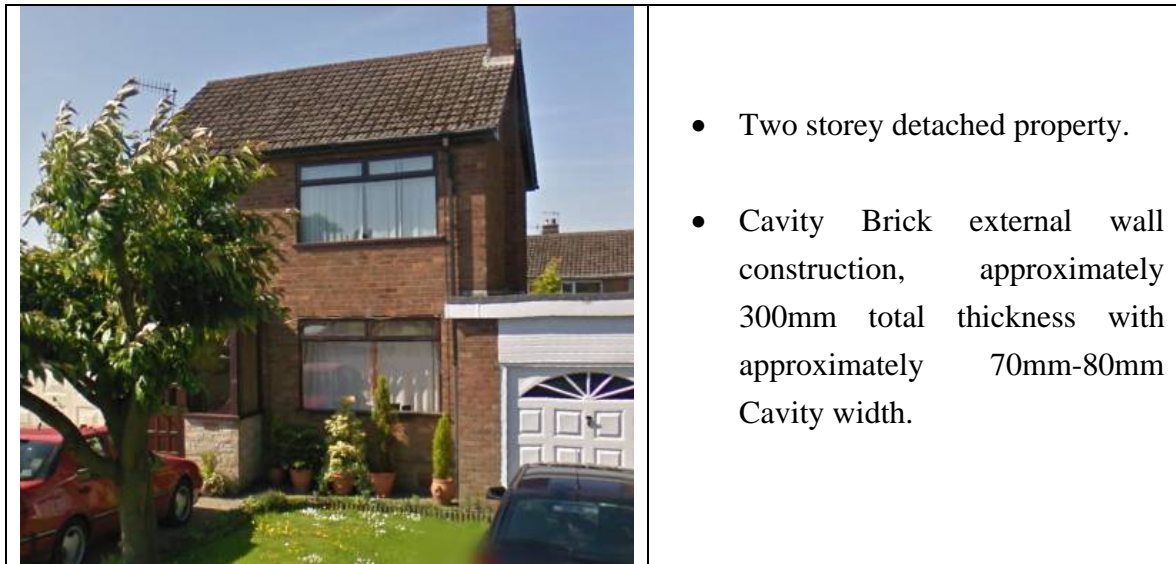 • Two storey detached property.
• Cavity Brick external wall
construction, approximately
300mm total thickness with
approximately 70mm-80mm
Cavity width.